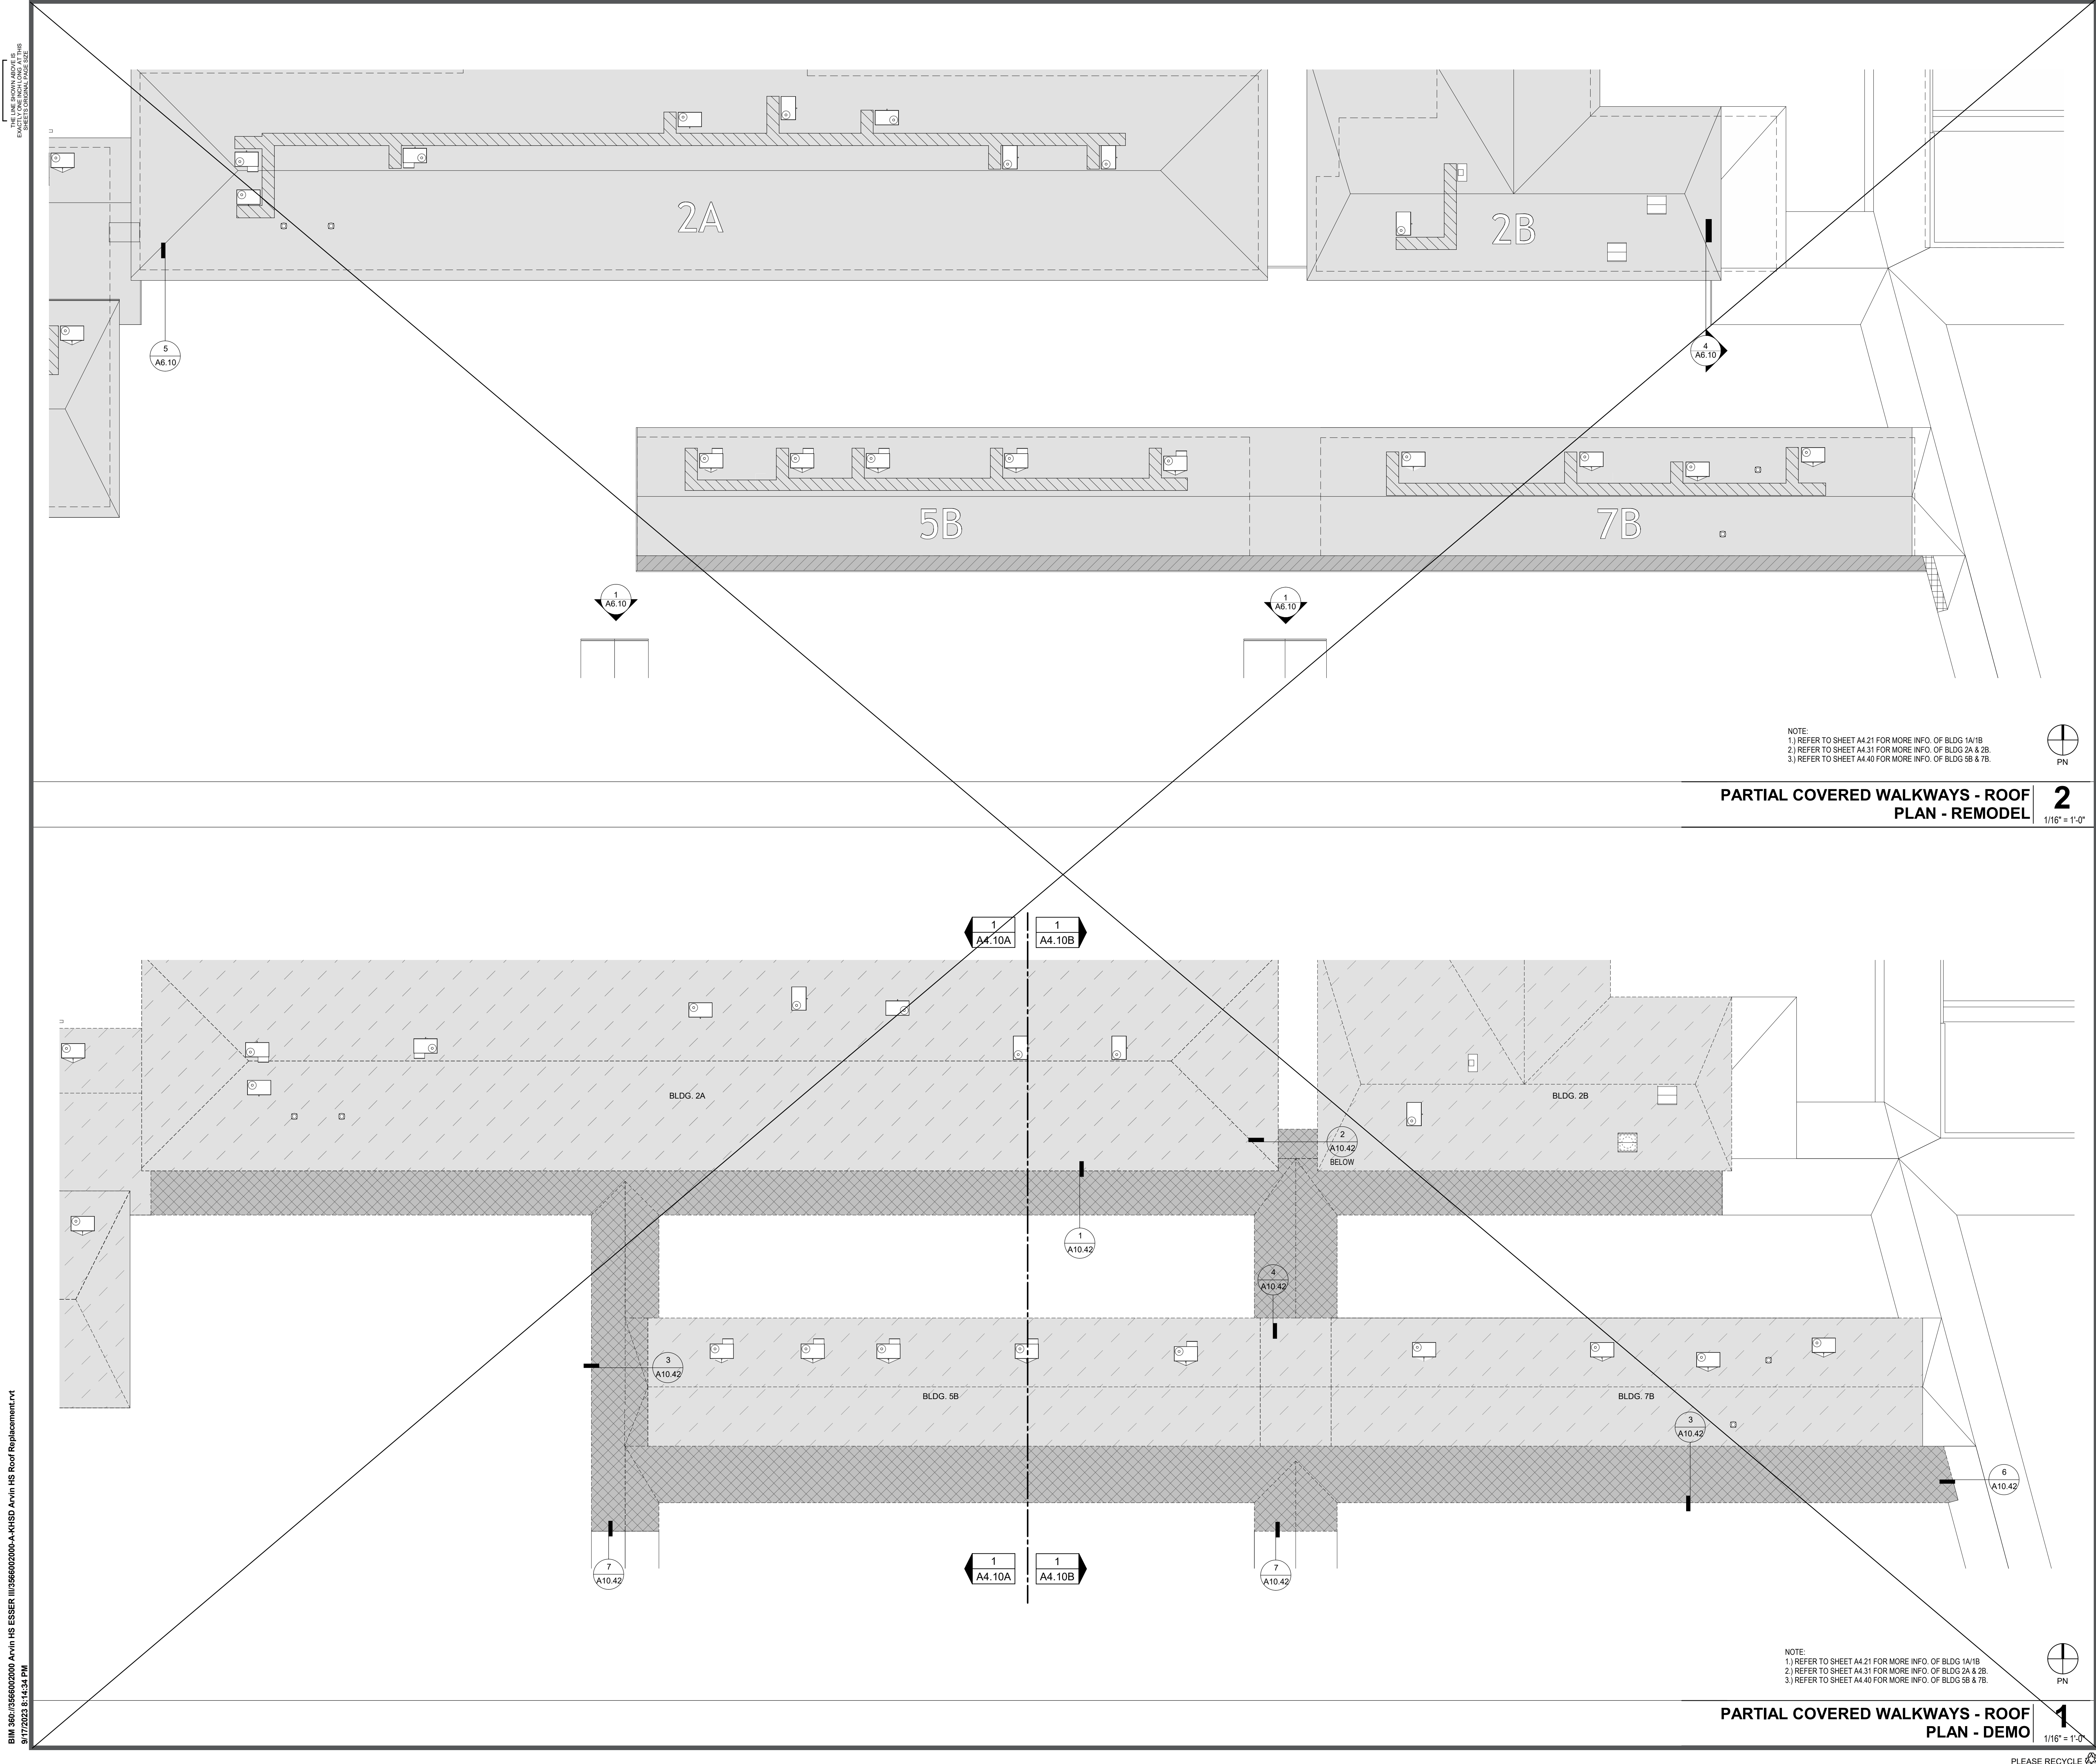 THE LINE SHOWN ABOVE IS
EXACTLY ONE INCH LONG AT THIS
SHEETS ORIGINAL PAGE SIZE
2A
2B
5
A6.10
4
A6.10
5B
7B
1
A6.10
1
A6.10
NOTE:
1.) REFER TO SHEET A4.21 FOR MORE INFO. OF BLDG 1A/1B
2.) REFER TO SHEET A4.31 FOR MORE INFO. OF BLDG 2A & 2B.
3.) REFER TO SHEET A4.40 FOR MORE INFO. OF BLDG 5B & 7B.
PN
PARTIAL COVERED WALKWAYS - ROOF
PLAN - REMODEL
2
1/16" = 1'-0"
1
A4.10A
1
A4.10B
BLDG. 2A
BLDG. 2B
2
A10.42
BELOW
1
A10.42
4
A10.42
3
A10.42
BLDG. 5B
BLDG. 7B
3
A10.42
6
A10.42
7
A10.42
1
A4.10A
1
A4.10B
7
A10.42
NOTE:
1.) REFER TO SHEET A4.21 FOR MORE INFO. OF BLDG 1A/1B
2.) REFER TO SHEET A4.31 FOR MORE INFO. OF BLDG 2A & 2B.
3.) REFER TO SHEET A4.40 FOR MORE INFO. OF BLDG 5B & 7B.
PN
PARTIAL COVERED WALKWAYS - ROOF
PLAN - DEMO
1
1/16" = 1'-0"
BIM 360://3566002000 Arvin HS ESSER III/3566002000-A-KHSD Arvin HS Roof Replacement.rvt
9/17/2023 8:14:34 PM
PLEASE RECYCLE